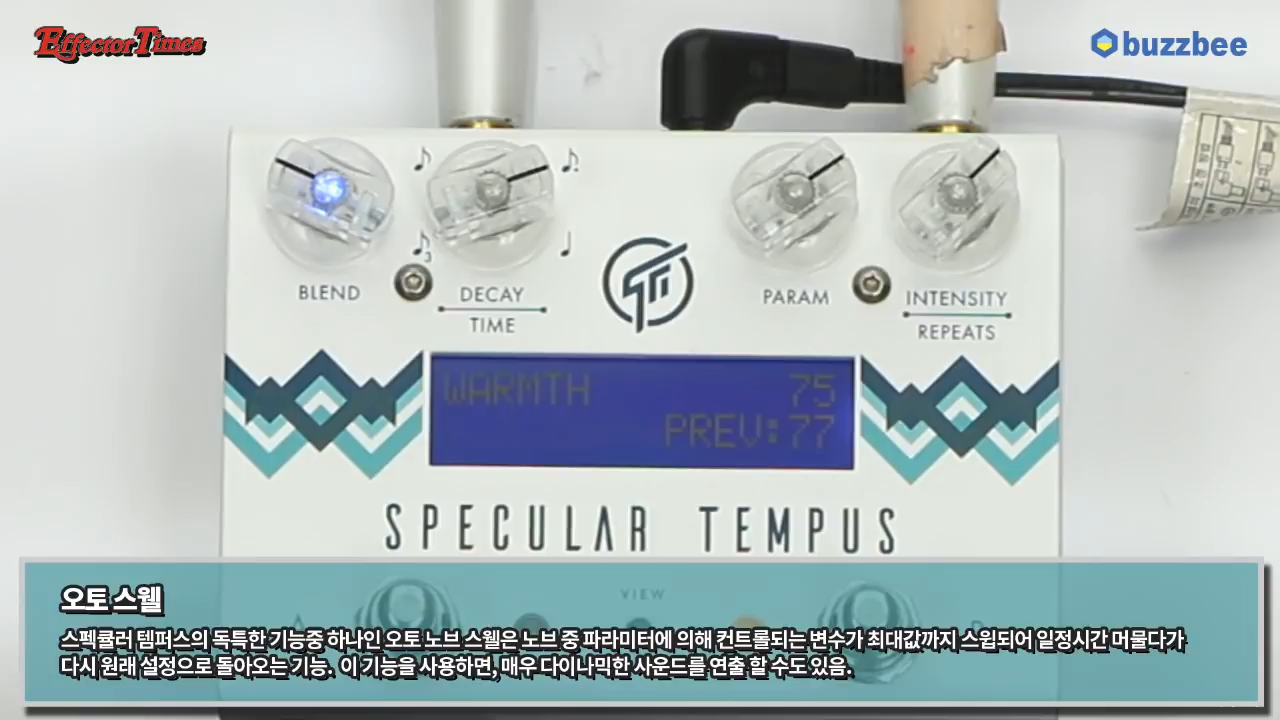 Effector Times
buzzbee
3
BLEND
DECAY
TIME
PARAM
INTENSITY
REPEATS
WARMTH 75
PREV:77
SPECULAR TEMPUS
VIEW
오토 스웰
스펙큘러 템퍼스의 독특한 기능중 하나인 오토 노브 스웰은 노브 중 파라미터에 의해 컨트롤되는 변수가 최대값까지 스윕되어 일정시간 머물다가
다시 원래 설정으로 돌아오는 기능. 이 기능을 사용하면, 매우 다이나믹한 사운드를 연출 할 수도 있음.